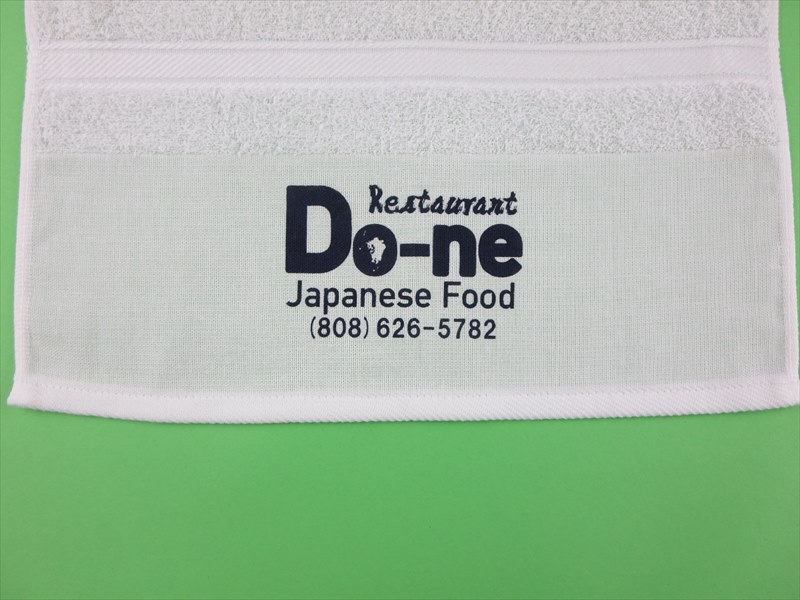 Restaurant
Do-ne
Japanese Food
(808) 626-5782